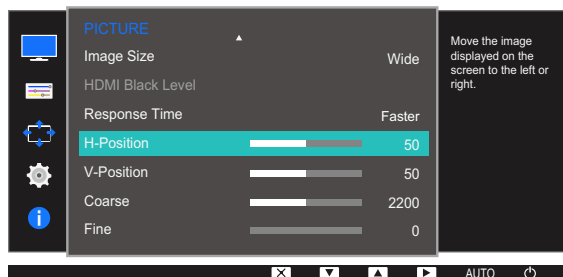 PICTURE
Image Size Wide
HDMI Black Level
Response Time Faster
H-Position 50
V-Position 50
Coarse 2200
Fine 0
Move the image
displayed on the
screen to the left or
right.
AUTO